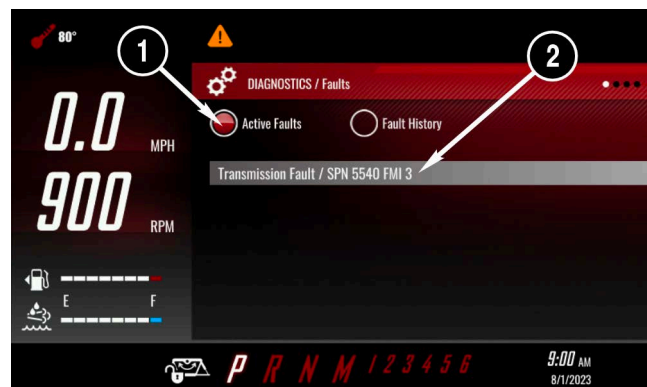 80°
1
2
DIAGNOSTICS / Faults
Active Faults
Fault History
0.0 MPH
Transmission Fault / SPN 5540 FMI 3
900 RPM
E F
P R N M 1 2 3 4 5 6
9:00 AM
8/1/2023